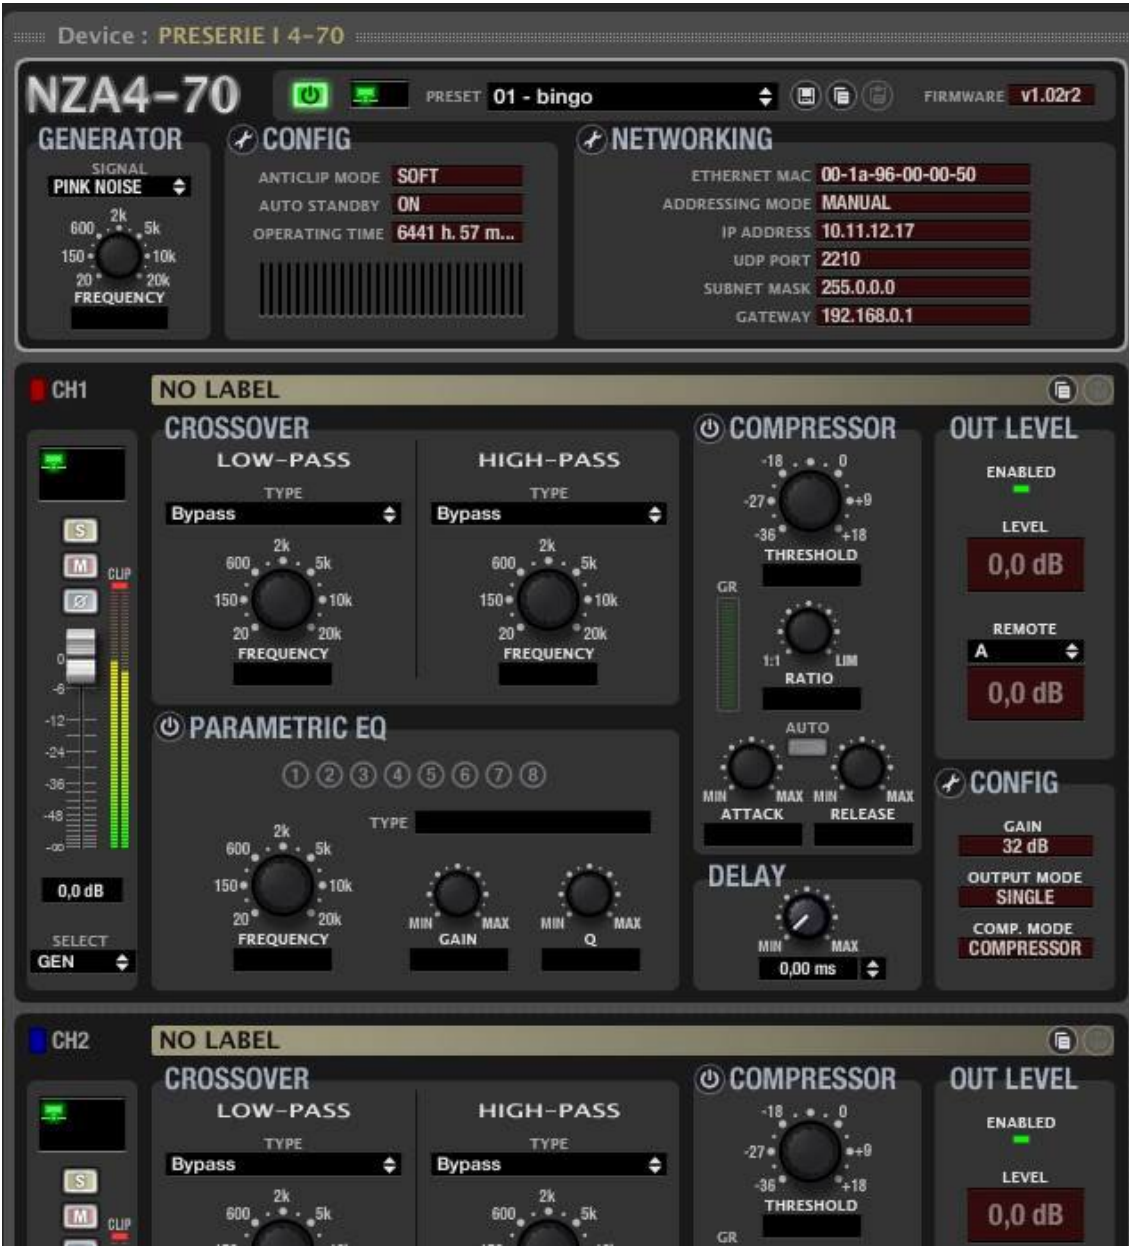 Device : PRESERIE I 4-70
NZA4-70
PRESET 01 - bingo
FIRMWARE v1.02r2
GENERATOR
SIGNAL
PINK NOISE
2k
600 5k
150 10k
20 20k
FREQUENCY
CONFIG
ANTICLIP MODE SOFT
AUTO STANDBY ON
OPERATING TIME 6441 h. 57 m...
NETWORKING
ETHERNET MAC 00-1a-96-00-00-50
ADDRESSING MODE MANUAL
IP ADDRESS 10.11.12.17
UDP PORT 2210
SUBNET MASK 255.0.0.0
GATEWAY 192.168.0.1
CH1
NO LABEL
S
M
CLIP
Ø
0
-6
-12
-24
-36
-48
-∞
0,0 dB
SELECT
GEN
CROSSOVER
LOW-PASS
TYPE
Bypass
2k
600 5k
150 10k
20 20k
FREQUENCY
HIGH-PASS
TYPE
Bypass
2k
600 5k
150 10k
20 20k
FREQUENCY
PARAMETRIC EQ
1 2 3 4 5 6 7 8
TYPE
2k
600 5k
150 10k
20 20k
FREQUENCY
MIN MAX
GAIN
MIN MAX
Q
COMPRESSOR
-18 0
-27 +9
-36 +18
THRESHOLD
GR
1:1 LIM
RATIO
AUTO
MIN MAX
ATTACK
MIN MAX
RELEASE
DELAY
MIN MAX
0,00 ms
OUT LEVEL
ENABLED
LEVEL
0,0 dB
REMOTE
A
0,0 dB
CONFIG
GAIN
32 dB
OUTPUT MODE
SINGLE
COMP. MODE
COMPRESSOR
CH2
NO LABEL
S
M
CLIP
CROSSOVER
LOW-PASS
TYPE
Bypass
2k
600 5k
HIGH-PASS
TYPE
Bypass
2k
600 5k
COMPRESSOR
-18 0
-27 +9
-36 +18
THRESHOLD
GR
OUT LEVEL
ENABLED
LEVEL
0,0 dB